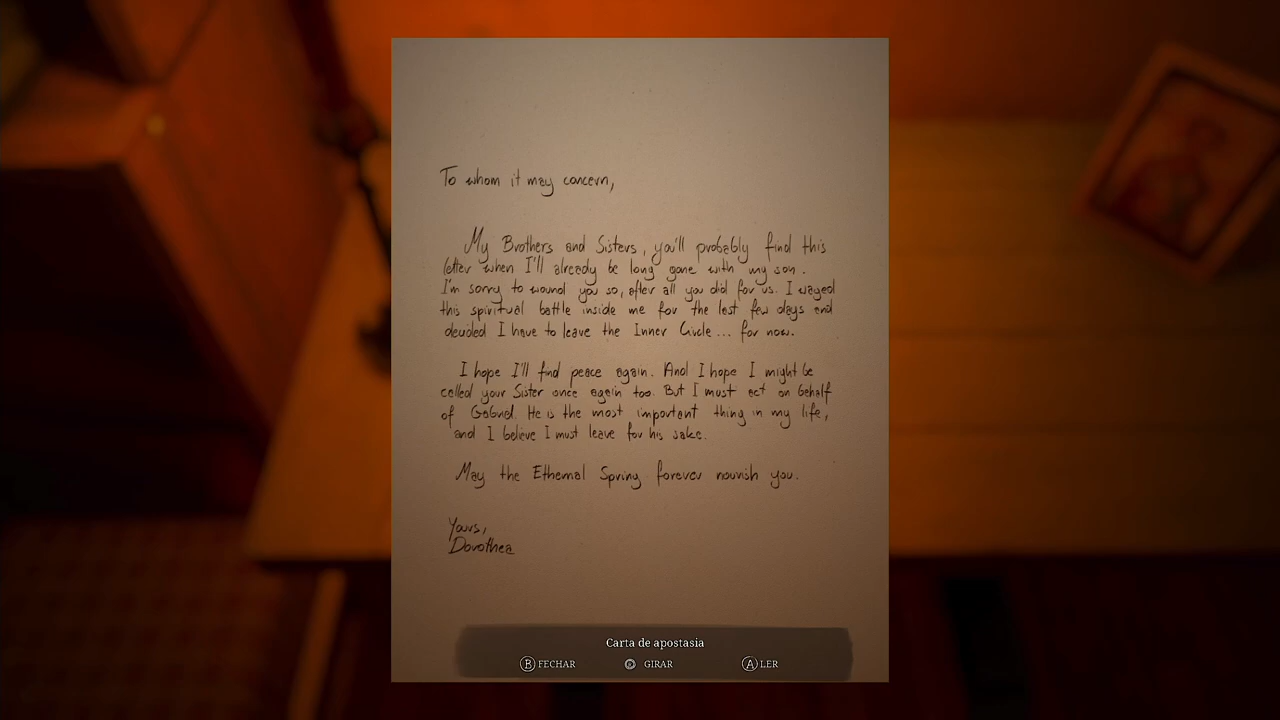 To whom it may concern,
My Brothers and Sisters, you'll probably find this
letter when I'll already be long gone with my son.
I'm sorry to wound you so, after all you did for us. I waged
this spiritual battle inside me for the last few days and
decided I have to leave the Inner Circle... for now.
I hope I'll find peace again. And I hope I might be
called your Sister once again too. But I must act on behalf
of Gabriel. He is the most important thing in my life,
and I believe I must leave for his sake.
May the Ethernal Spring forever nourish you.
Yours,
Dorothea
Carta de apostasia
B FECHAR GIRAR A LER